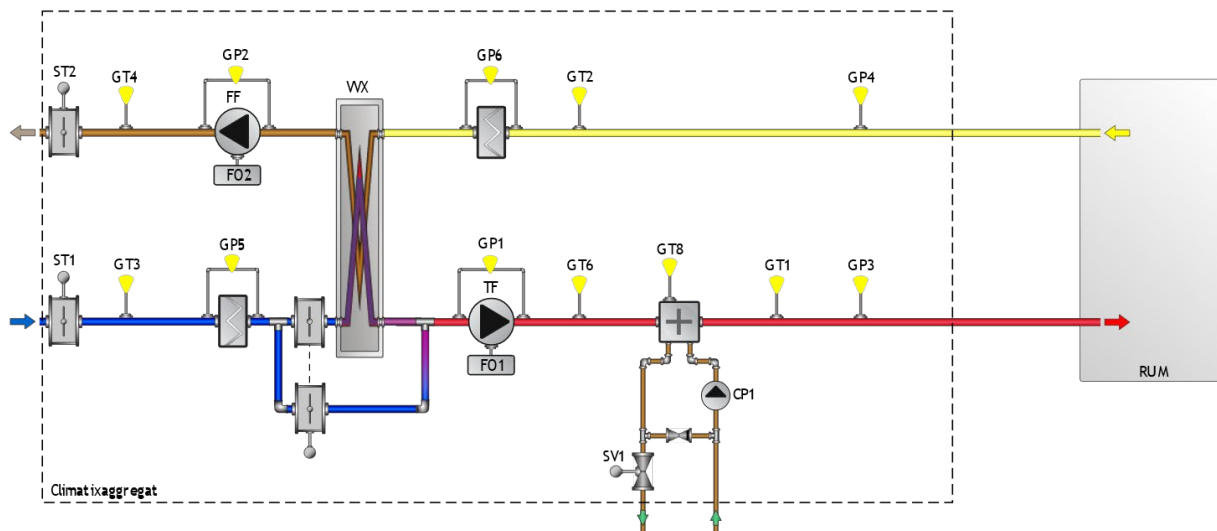 ST2
GT4
GP2
FF
FO2
VVX
GP6
GT2
GP4
ST1
GT3
GP5
GP1
TF
FO1
GT6
GT8
GT1
GP3
RUM
CP1
SV1
Climatixaggregat